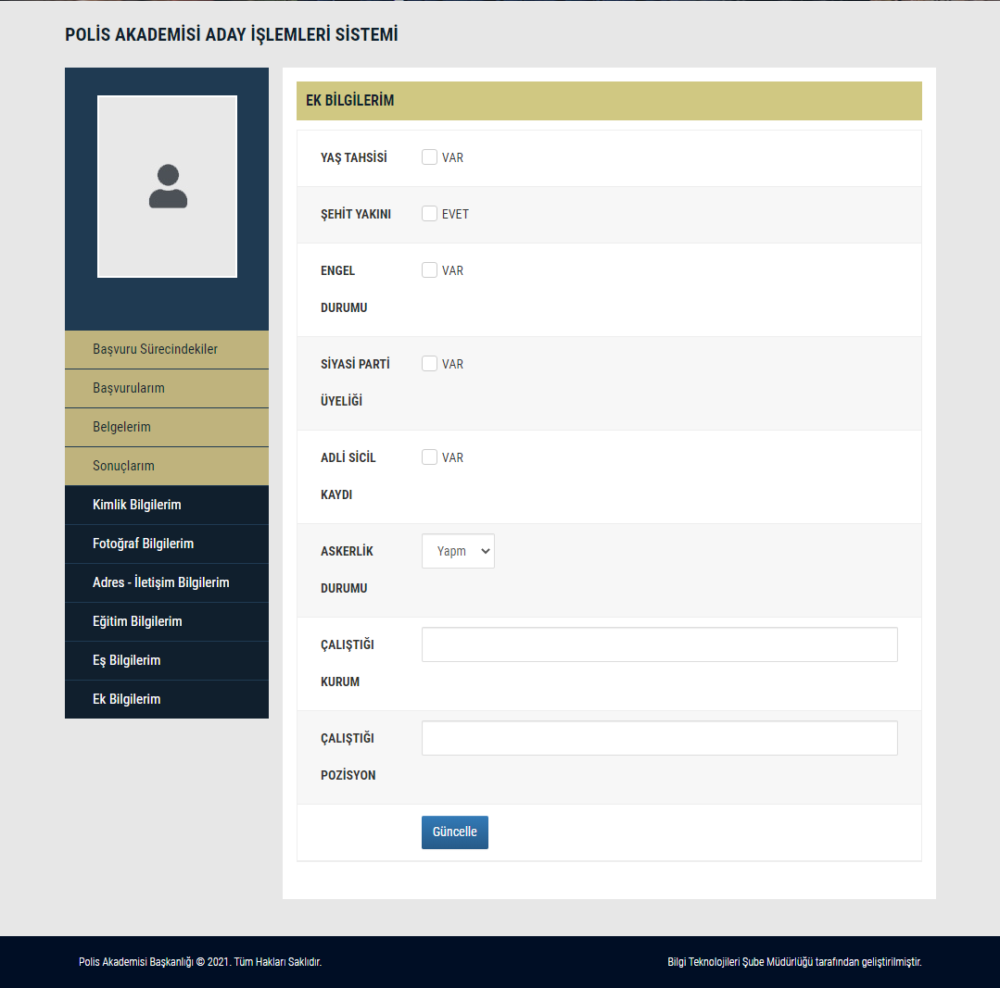 POLİS AKADEMİSİ ADAY İŞLEMLERİ SİSTEMİ
Başvuru Sürecindekiler
Başvurularım
Belgelerim
Sonuçlarım
Kimlik Bilgilerim
Fotoğraf Bilgilerim
Adres - İletişim Bilgilerim
Eğitim Bilgilerim
Eş Bilgilerim
Ek Bilgilerim
EK BİLGİLERİM
YAŞ TAHSİSİ VAR
ŞEHİT YAKINI EVET
ENGEL VAR
DURUMU
SİYASİ PARTİ VAR
ÜYELİĞİ
ADLİ SİCİL VAR
KAYDI
ASKERLİK Yapm
DURUMU
ÇALIŞTIĞI
KURUM
ÇALIŞTIĞI
POZİSYON
Güncelle
Polis Akademisi Başkanlığı © 2021. Tüm Hakları Saklıdır.
Bilgi Teknolojileri Şube Müdürlüğü tarafından geliştirilmiştir.